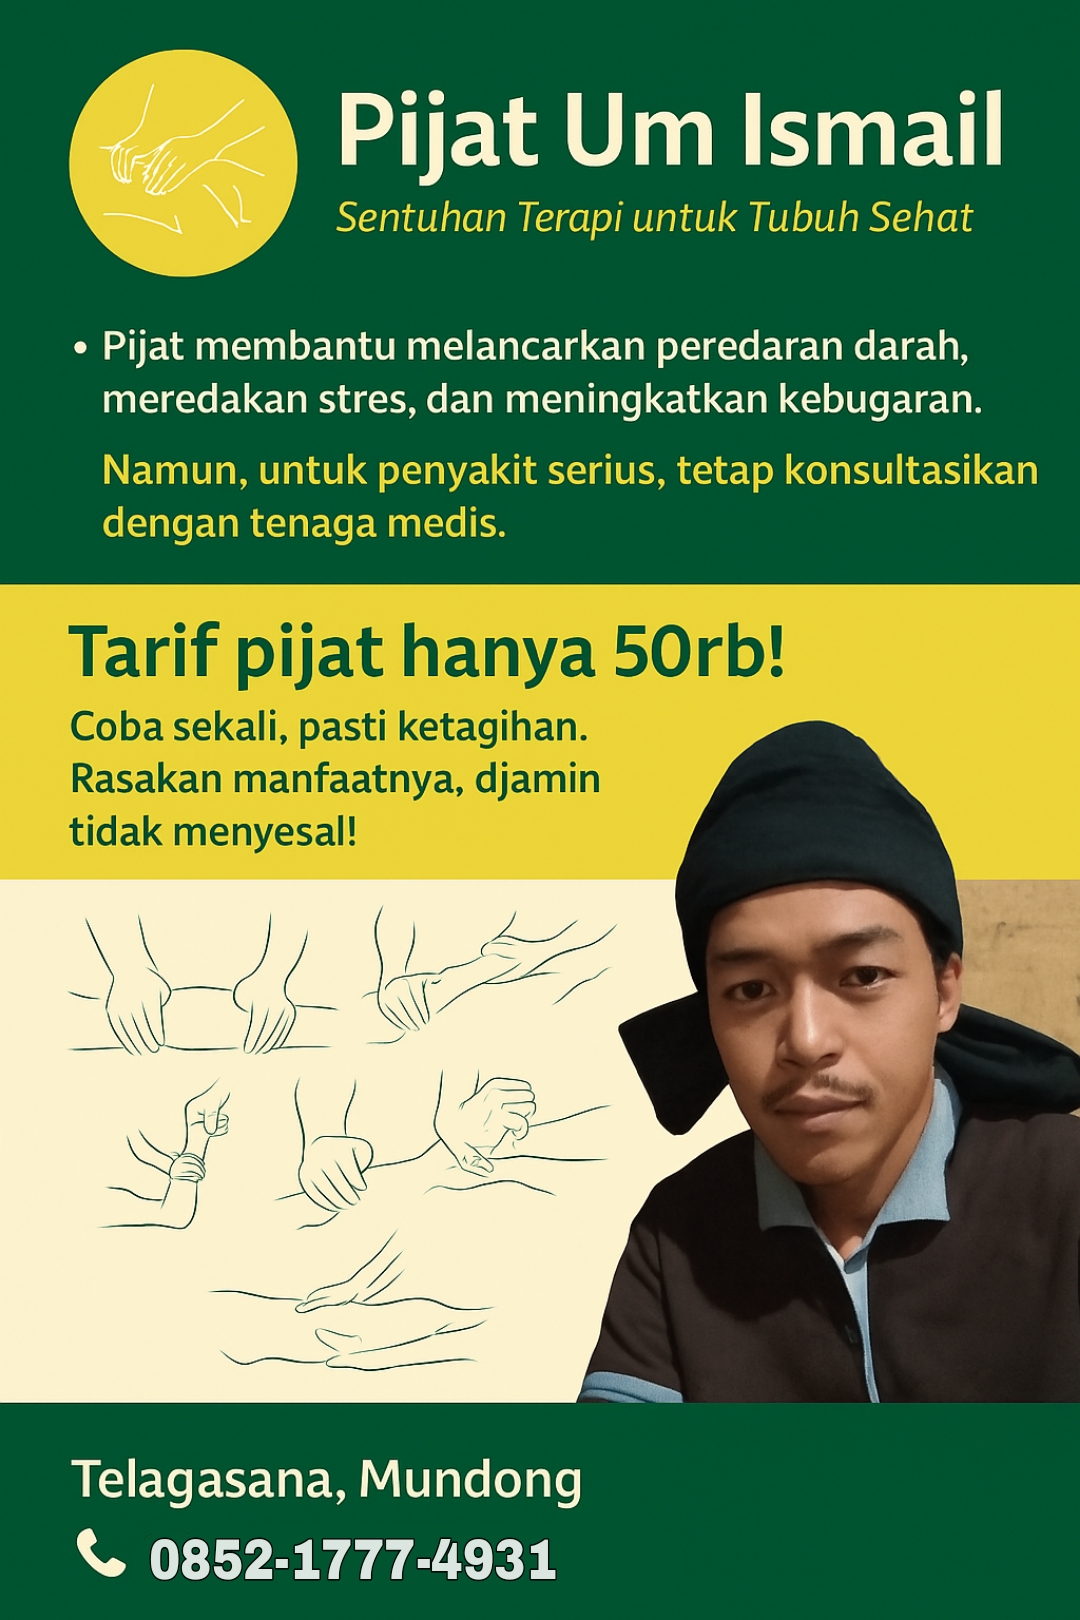 Pijat Um Ismail
Sentuhan Terapi untuk Tubuh Sehat
• Pijat membantu melancarkan peredaran darah,
meredakan stres, dan meningkatkan kebugaran.
Namun, untuk penyakit serius, tetap konsultasikan
dengan tenaga medis.
Tarif pijat hanya 50rb!
Coba sekali, pasti ketagihan.
Rasakan manfaatnya, djamin
tidak menyesal!
Telagasana, Mundong
0852-1777-4931